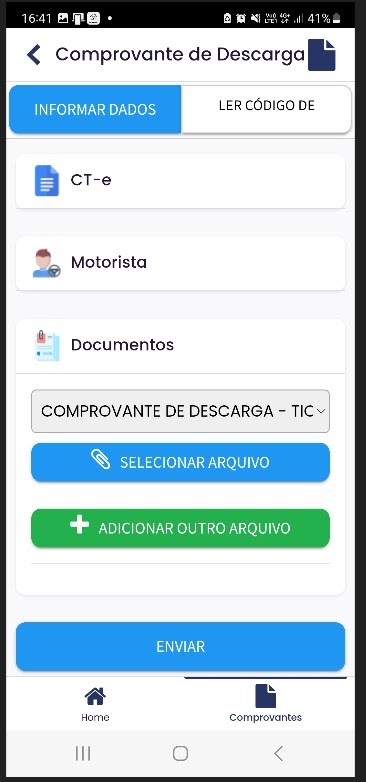 16:41
41%
Comprovante de Descarga
INFORMAR DADOS
LER CÓDIGO DE
CT-e
Motorista
Documentos
COMPROVANTE DE DESCARGA - TIC
SELECIONAR ARQUIVO
ADICIONAR OUTRO ARQUIVO
ENVIAR
Home
Comprovantes